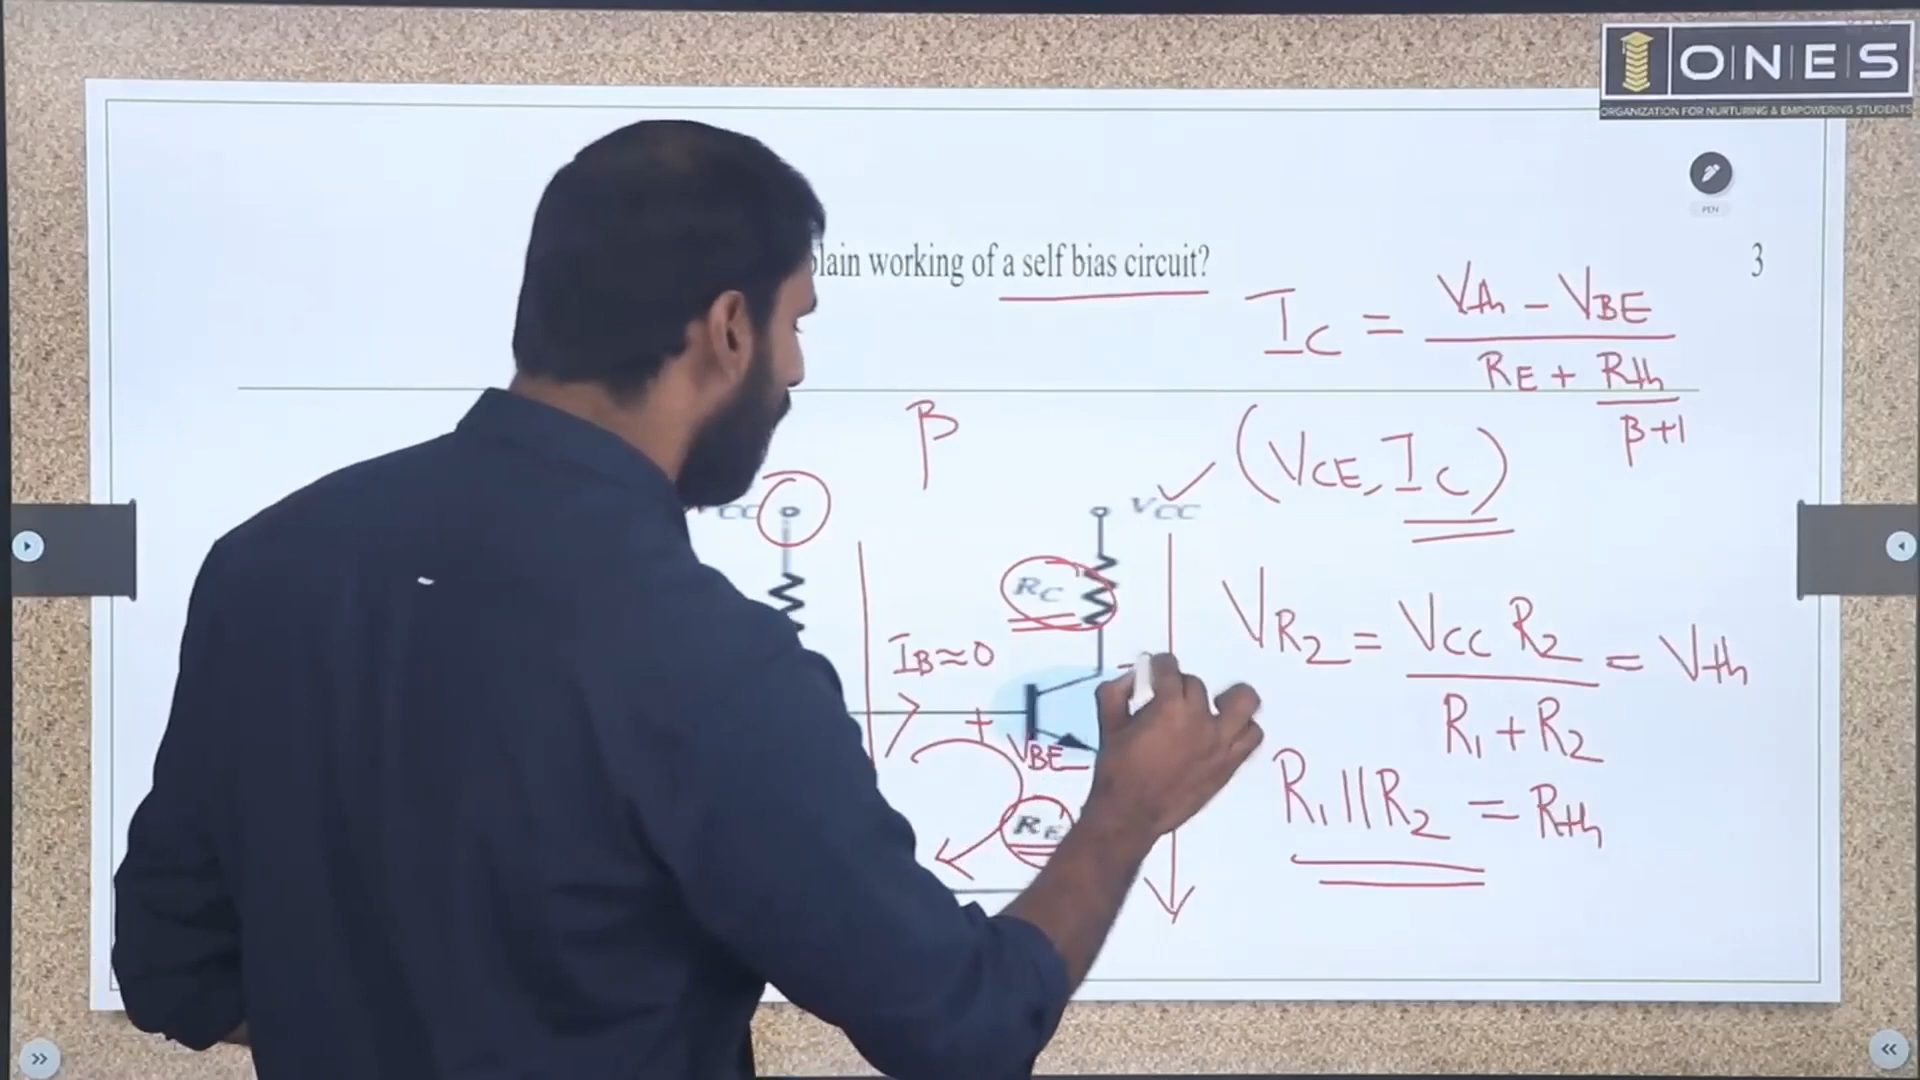 ONES
ORGANIZATION FOR NURTURING & EMPOWERING STUDENTS
PEN
lain working of a self bias circuit? 3
IC = Vth - VBE
RE + Rth
β+1
β
(VCE, IC)
CC
VCC
RC
VR2 = VCC R2 = Vth
R1 + R2
IB≈0
+
VBE
RE
R1||R2 = Rth